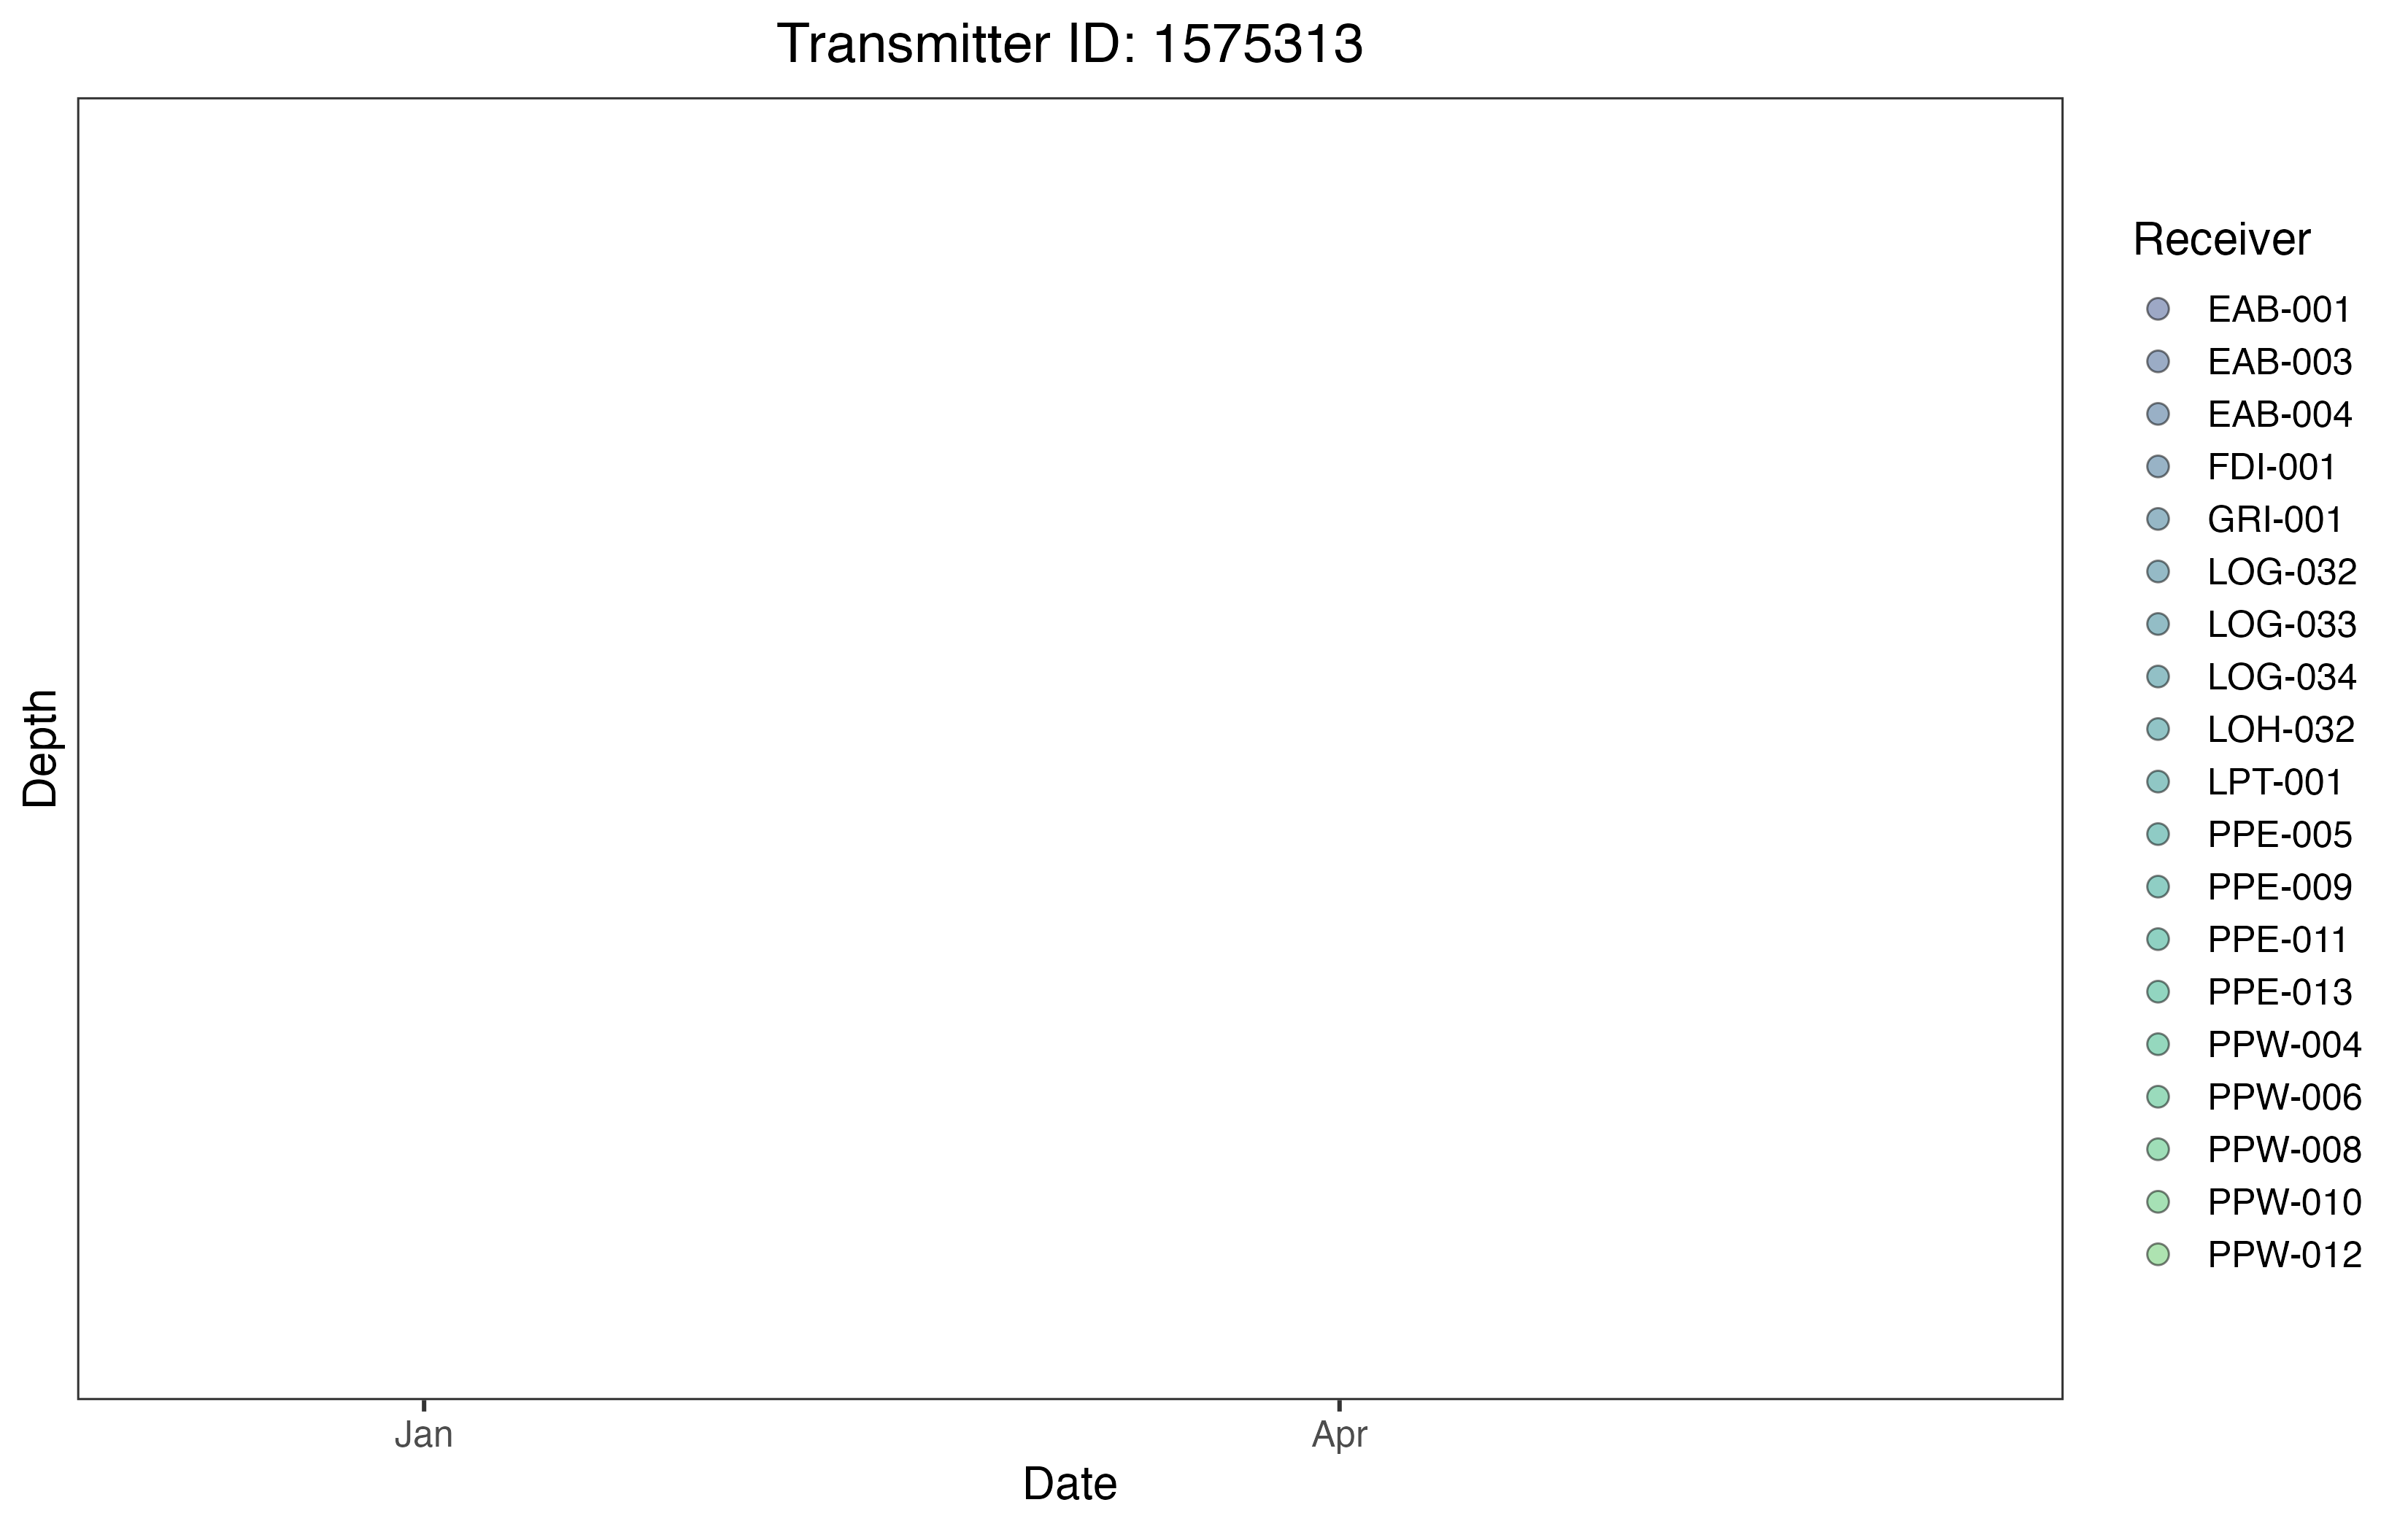 Transmitter ID: 1575313
Depth
Jan
Apr
Date
Receiver
EAB-001
EAB-003
EAB-004
FDI-001
GRI-001
LOG-032
LOG-033
LOG-034
LOH-032
LPT-001
PPE-005
PPE-009
PPE-011
PPE-013
PPW-004
PPW-006
PPW-008
PPW-010
PPW-012